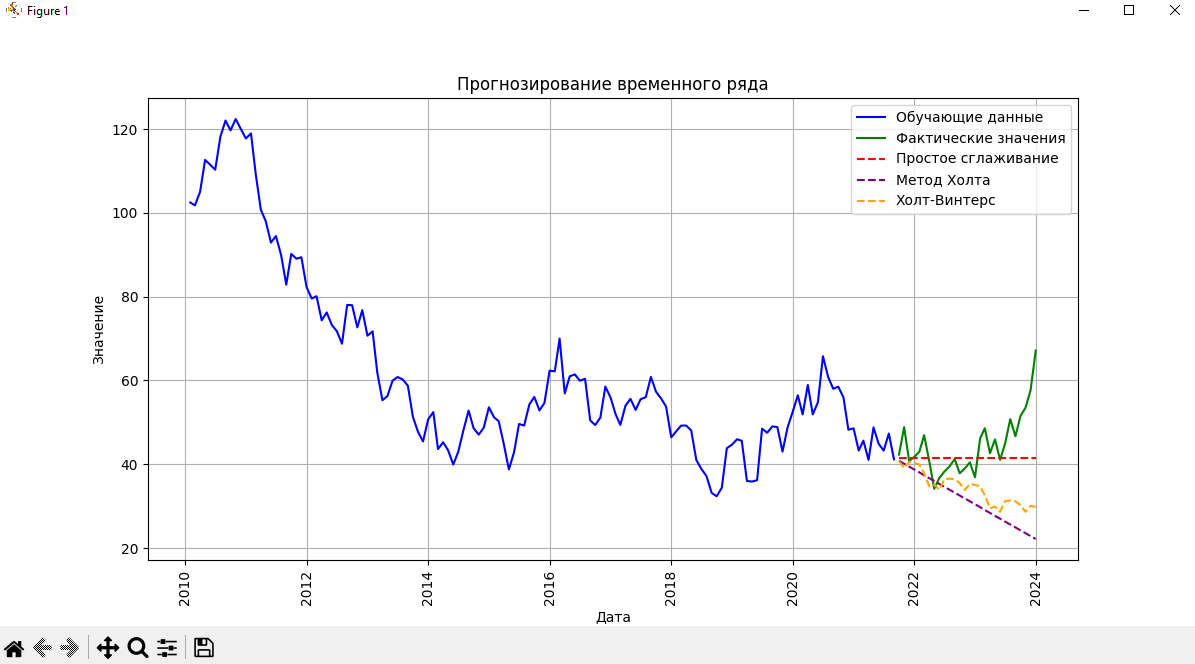 Figure 1
Прогнозирование временного ряда
Обучающие данные
Фактические значения
Простое сглаживание
Метод Холта
Холт-Винтерс
120
100
80
60
40
20
Значение
2010
2012
2014
2016
2018
2020
2022
2024
Дата